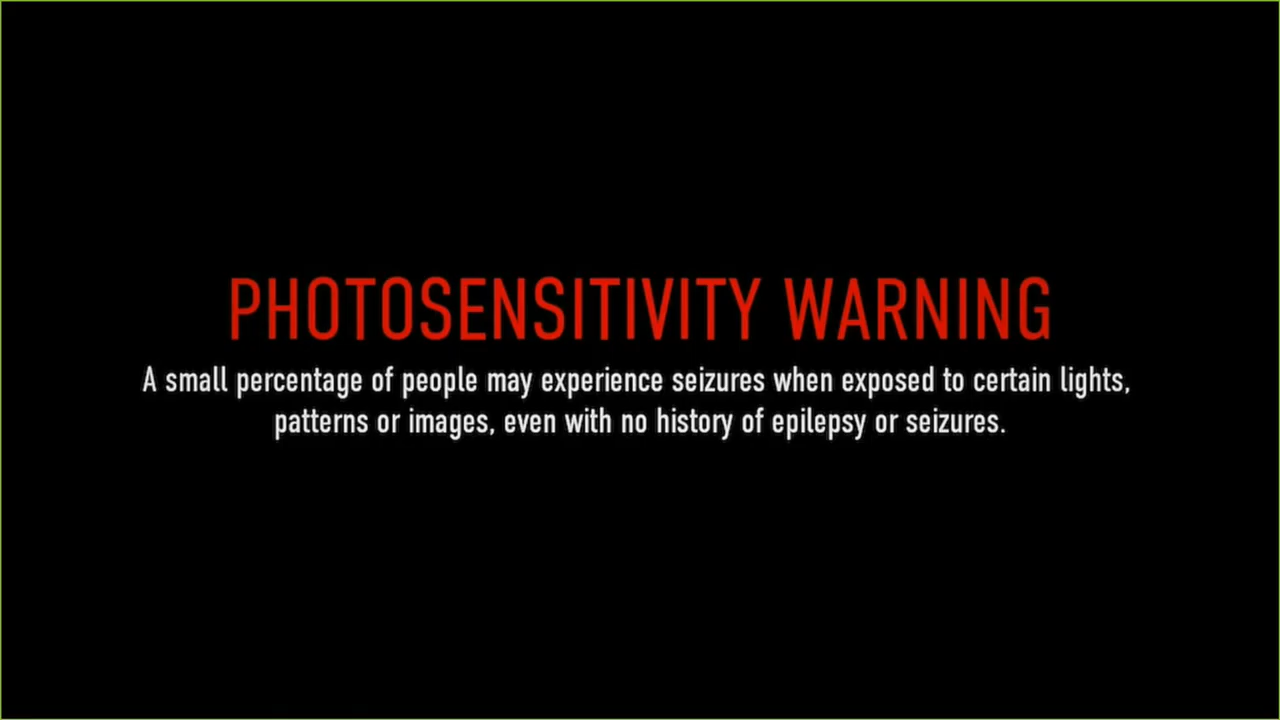 PHOTOSENSITIVITY WARNING
A small percentage of people may experience seizures when exposed to certain lights,
patterns or images, even with no history of epilepsy or seizures.